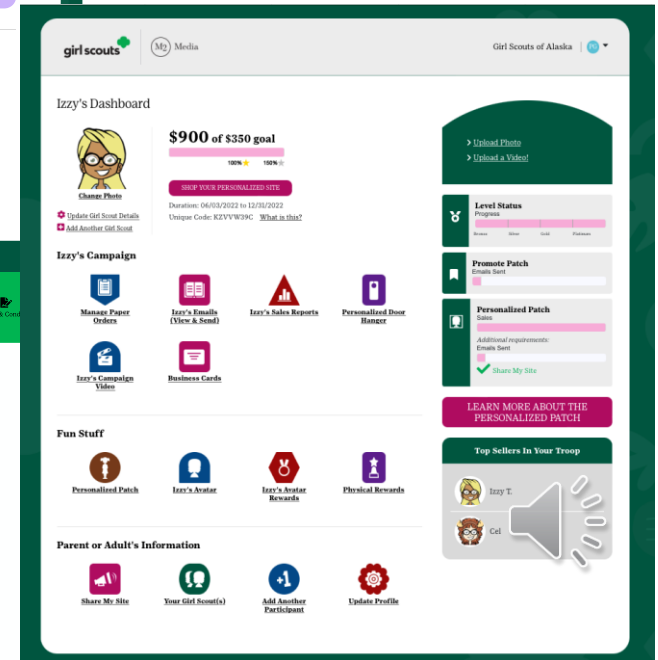 girl scouts
M2 Media
Girl Scouts of Alaska
Izzy's Dashboard
$900 of $350 goal
100% 150%
SHOP YOUR PERSONALIZED SITE
Change Photo
Duration: 06/03/2022 to 12/31/2022
Update Girl Scout Details
Unique Code: KZVVW39C What is this?
Add Another Girl Scout
Izzy's Campaign
Manage Paper
Orders
Izzy's Emails
(View & Send)
Izzy's Sales Reports
Personalized Door
Hanger
Izzy's Campaign
Video
Business Cards
Fun Stuff
Personalized Patch
Izzy's Avatar
Izzy's Avatar
Rewards
Physical Rewards
Parent or Adult's Information
Share My Site
Your Girl Scout(s)
+1
Add Another
Participant
Update Profile
> Upload Photo
> Upload a Video!
Level Status
Progress
Bronze Silver Gold Platinum
Promote Patch
Emails Sent
Personalized Patch
Sales
Additional requirements:
Emails Sent
Share My Site
LEARN MORE ABOUT THE
PERSONALIZED PATCH
Top Sellers In Your Troop
Izzy T.
Cel